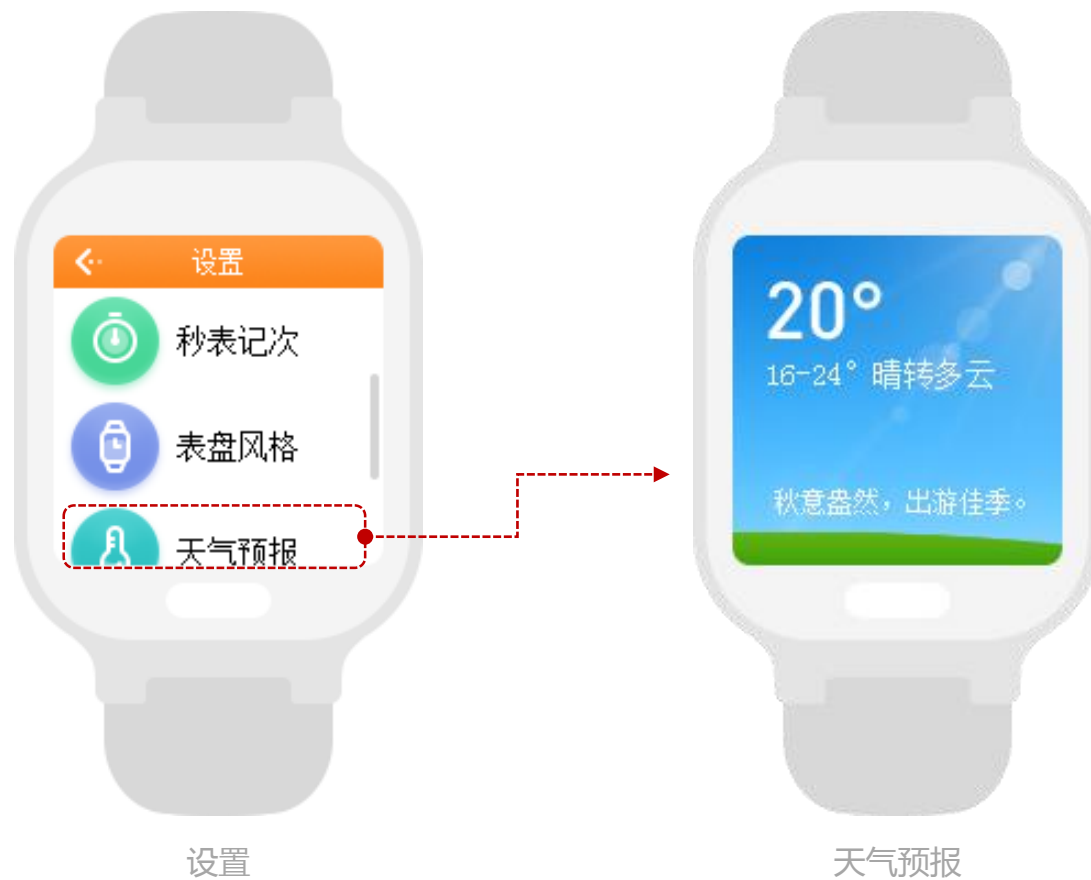 设置
秒表记次
表盘风格
天气预报
20°
16-24° 晴转多云
秋意盎然，出游佳季。
设置
天气预报